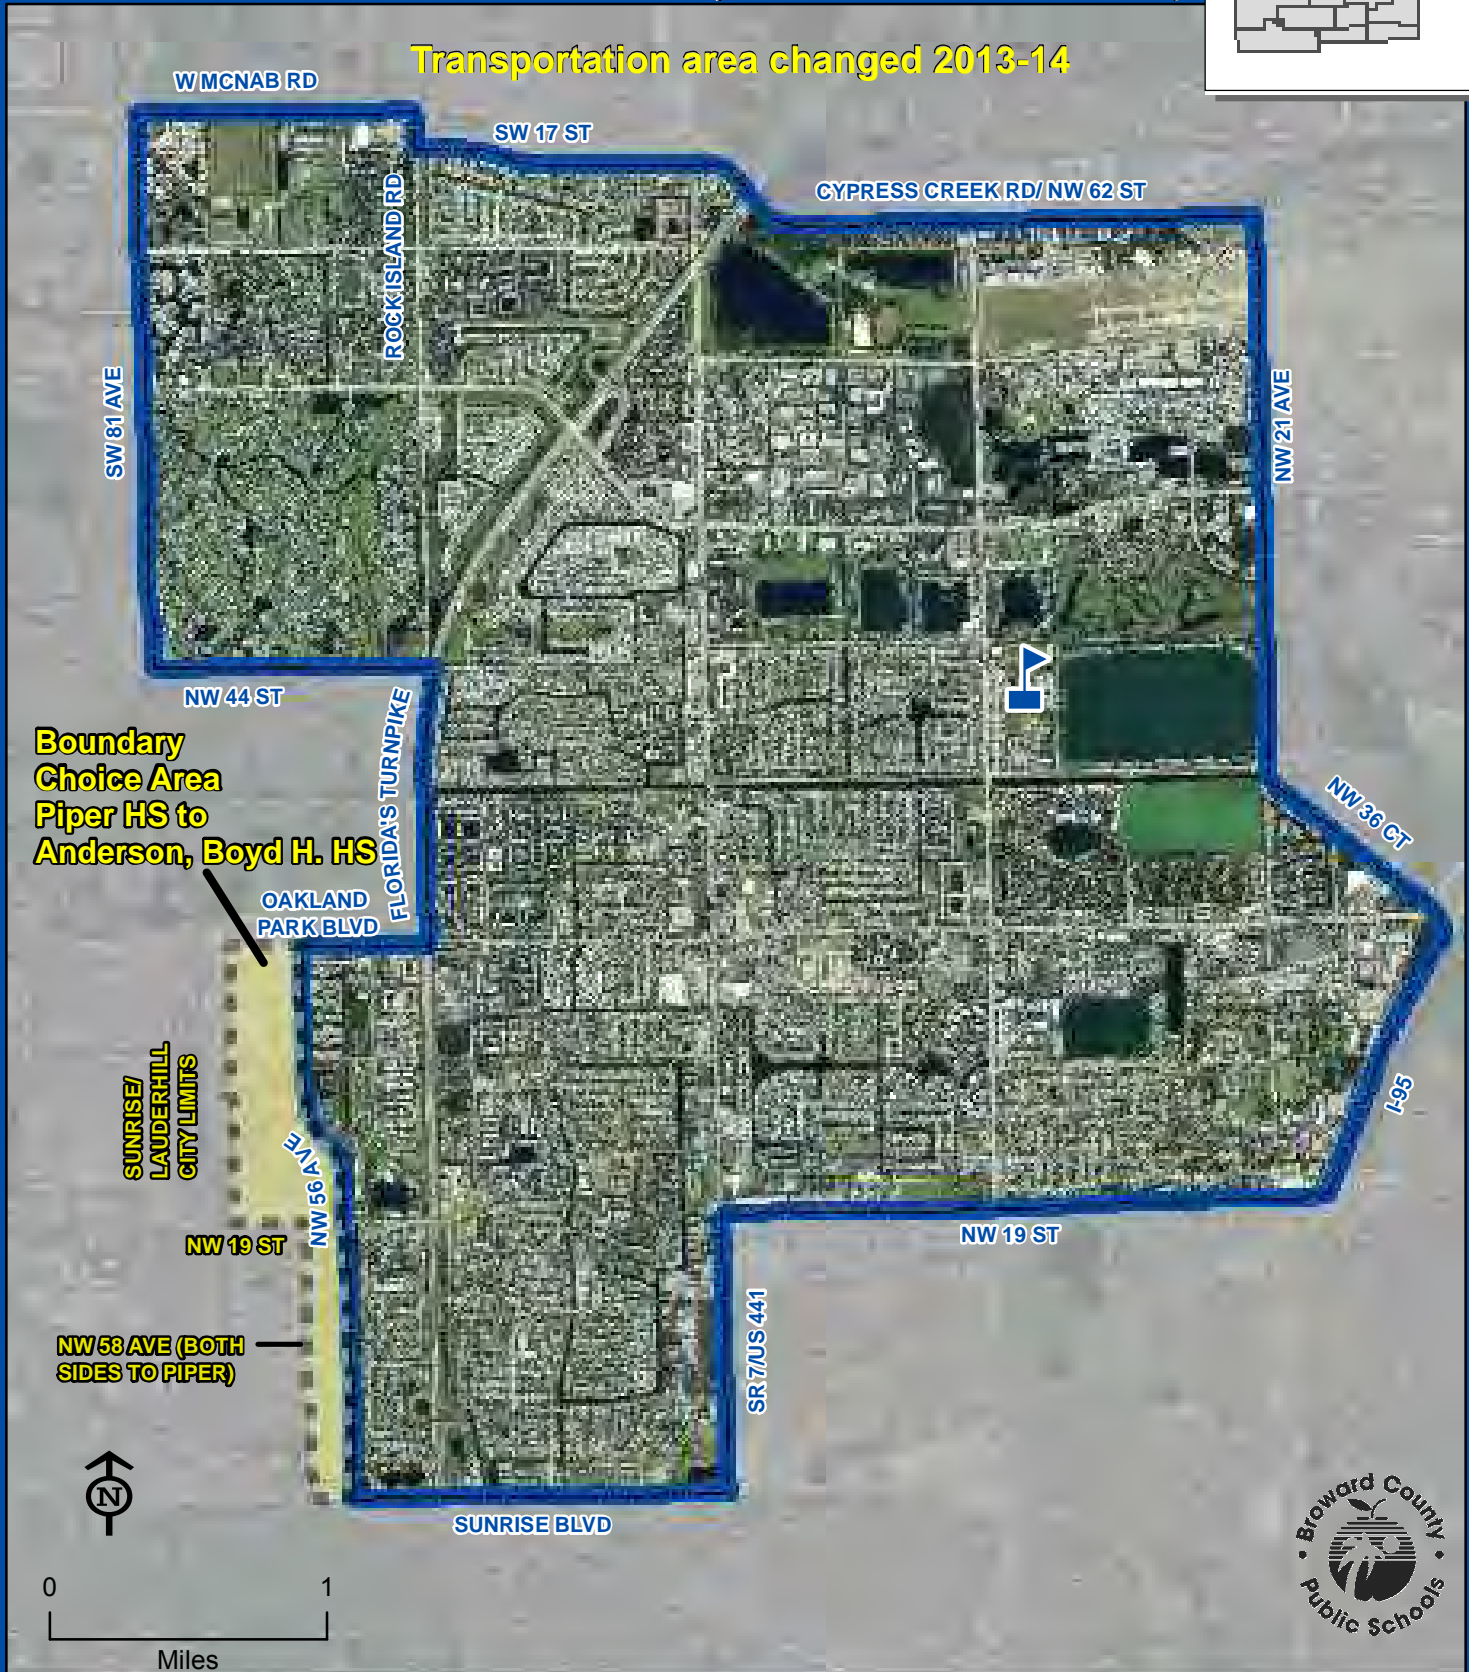 Transportation area changed 2013-14
W MCNAB RD
SW 17 ST
CYPRESS CREEK RD/ NW 62 ST
ROCK ISLAND RD
SW 81 AVE
NW 21 AVE
NW 44 ST
FLORIDA'S TURNPIKE
Boundary
Choice Area
Piper HS to
Anderson, Boyd H. HS
NW 36 CT
OAKLAND
PARK BLVD
SUNRISE/
LAUDERHILL
CITY LIMITS
I-95
NW 56 AVE
NW 19 ST
NW 19 ST
NW 58 AVE (BOTH
SIDES TO PIPER)
SR 7/US 441
N
SUNRISE BLVD
0 1
Miles
Broward County
Public Schools